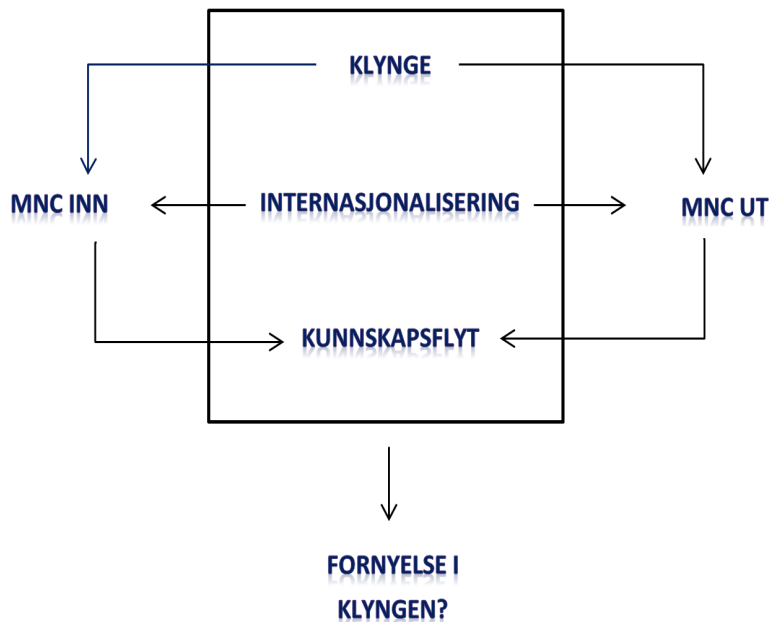 KLYNGE
MNC INN
INTERNASJONALISERING
MNC UT
KUNNSKAPSFLYT
FORNYELSE I
KLYNGEN?